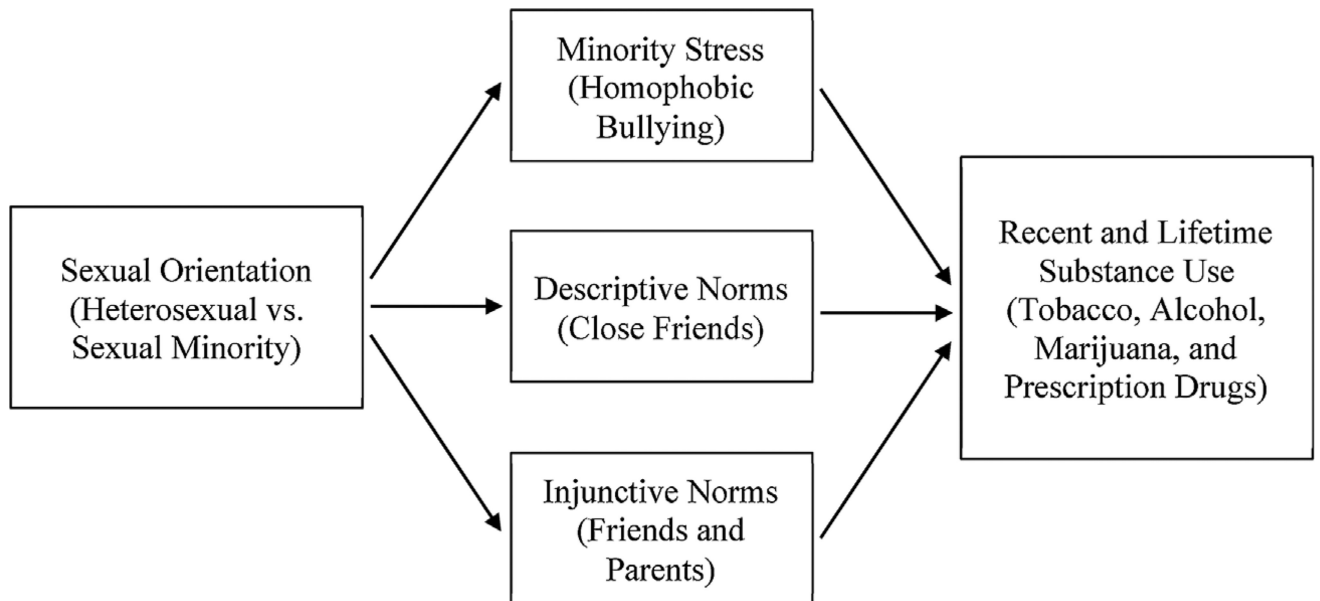 Minority Stress
(Homophobic
Bullying)
Sexual Orientation
(Heterosexual vs.
Sexual Minority)
Descriptive Norms
(Close Friends)
Injunctive Norms
(Friends and
Parents)
Recent and Lifetime
Substance Use
(Tobacco, Alcohol,
Marijuana, and
Prescription Drugs)